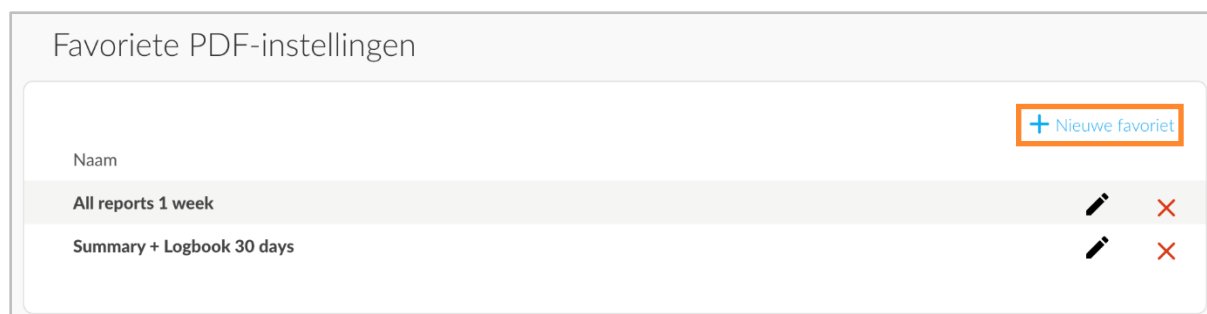 Favoriete PDF-instellingen
+ Nieuwe favoriet
Naam
All reports 1 week
Summary + Logbook 30 days